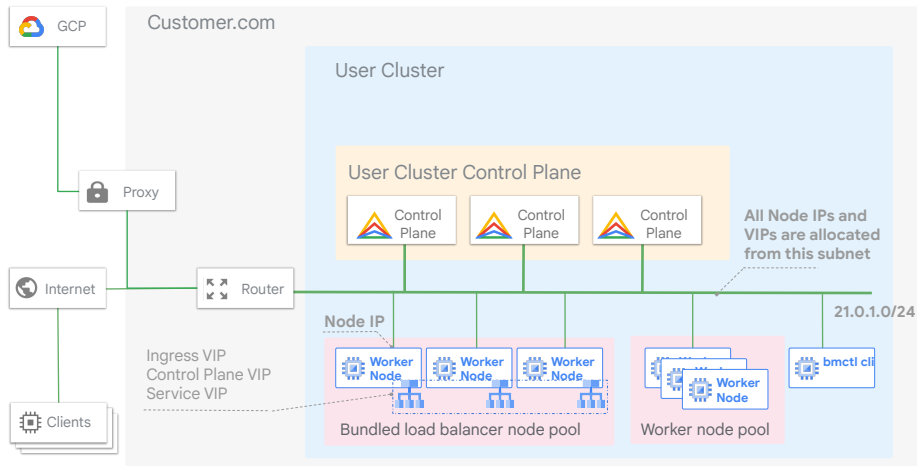 GCP
Customer.com
User Cluster
User Cluster Control Plane
Proxy
Control
Plane
Control
Plane
Control
Plane
All Node IPs and
VIPs are allocated
from this subnet
Internet
Router
21.0.1.0/24
Node IP
Ingress VIP
Control Plane VIP
Service VIP
Worker
Node
Worker
Node
Worker
Node
Worker
Worker
Worker
Node
bmctl cli
Clients
Bundled load balancer node pool
Worker node pool